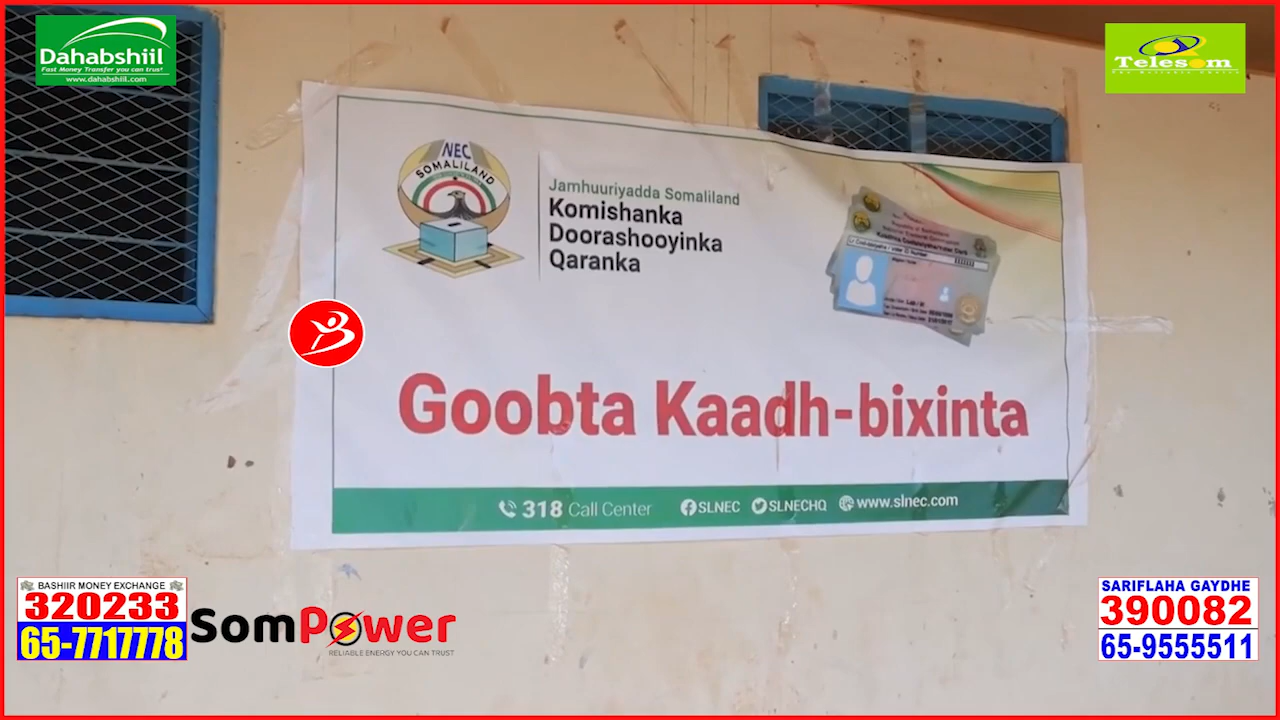 Dahabshiil
Fast Money Transfer you can trust
www.dahabshiil.com
Telesom
NEC
SOMALILAND
Jamhuuriyadda Somaliland
Komishanka
Doorashooyinka
Qaranka
Goobta Kaadh-bixinta
318 Call Center
SLNEC
SLNECHQ
www.slnec.com
BASHIIR MONEY EXCHANGE
320233
65-7717778
SomPower
RELIABLE ENERGY YOU CAN TRUST
SARIFLAHA GAYDHE
390082
65-9555511